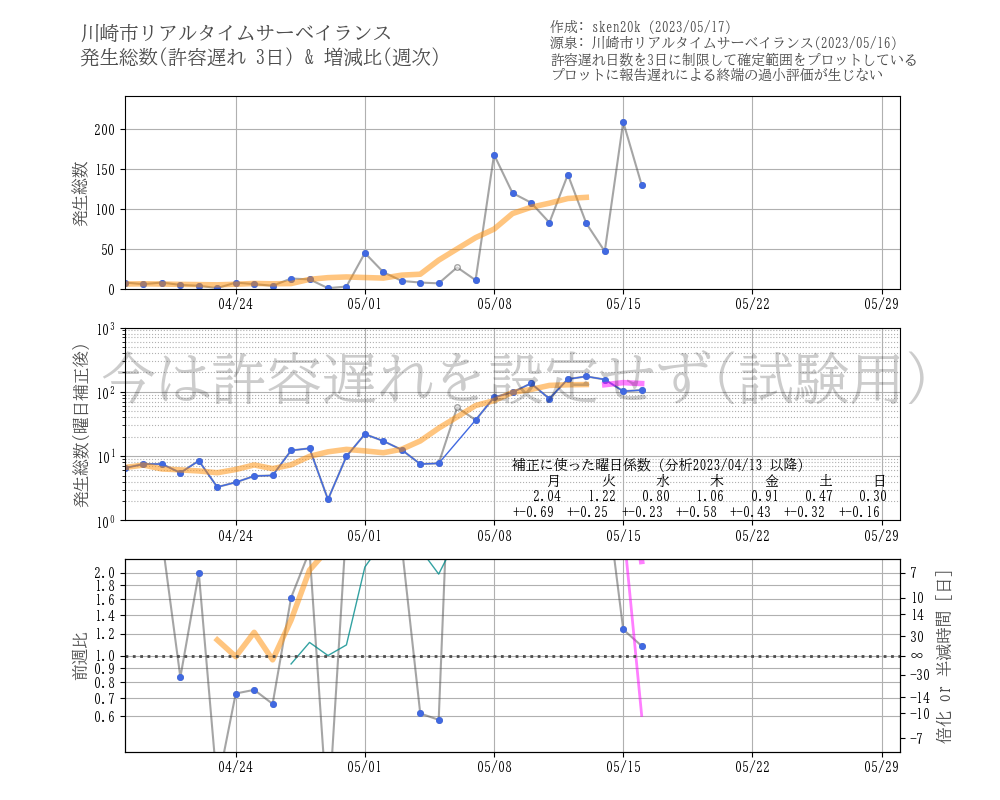 川崎市リアルタイムサーベイランス
発生総数(許容遅れ 3日) & 増減比(週次)
作成: sken20k (2023/05/17)
源泉: 川崎市リアルタイムサーベイランス(2023/05/16)
許容遅れ日数を3日に制限して確定範囲をプロットしている
プロットに報告遅れによる終端の過小評価が生じない
発生総数
200
150
100
50
0
04/24 05/01 05/08 05/15 05/22 05/29
発生総数(曜日補正後)
10³
10²
10¹
10⁰
今は許容遅れを設定せず(試験用)
補正に使った曜日係数 (分析2023/04/13 以降)
月 火 水 木 金 土 日
2.04 1.22 0.80 1.06 0.91 0.47 0.30
+-0.69 +-0.25 +-0.23 +-0.58 +-0.43 +-0.32 +-0.16
04/24 05/01 05/08 05/15 05/22 05/29
前週比
2.0
1.8
1.6
1.4
1.2
1.0
0.9
0.8
0.7
0.6
7
10
14
30
∞
-30
-14
-10
-7
倍化 or 半減時間 [日]
04/24 05/01 05/08 05/15 05/22 05/29